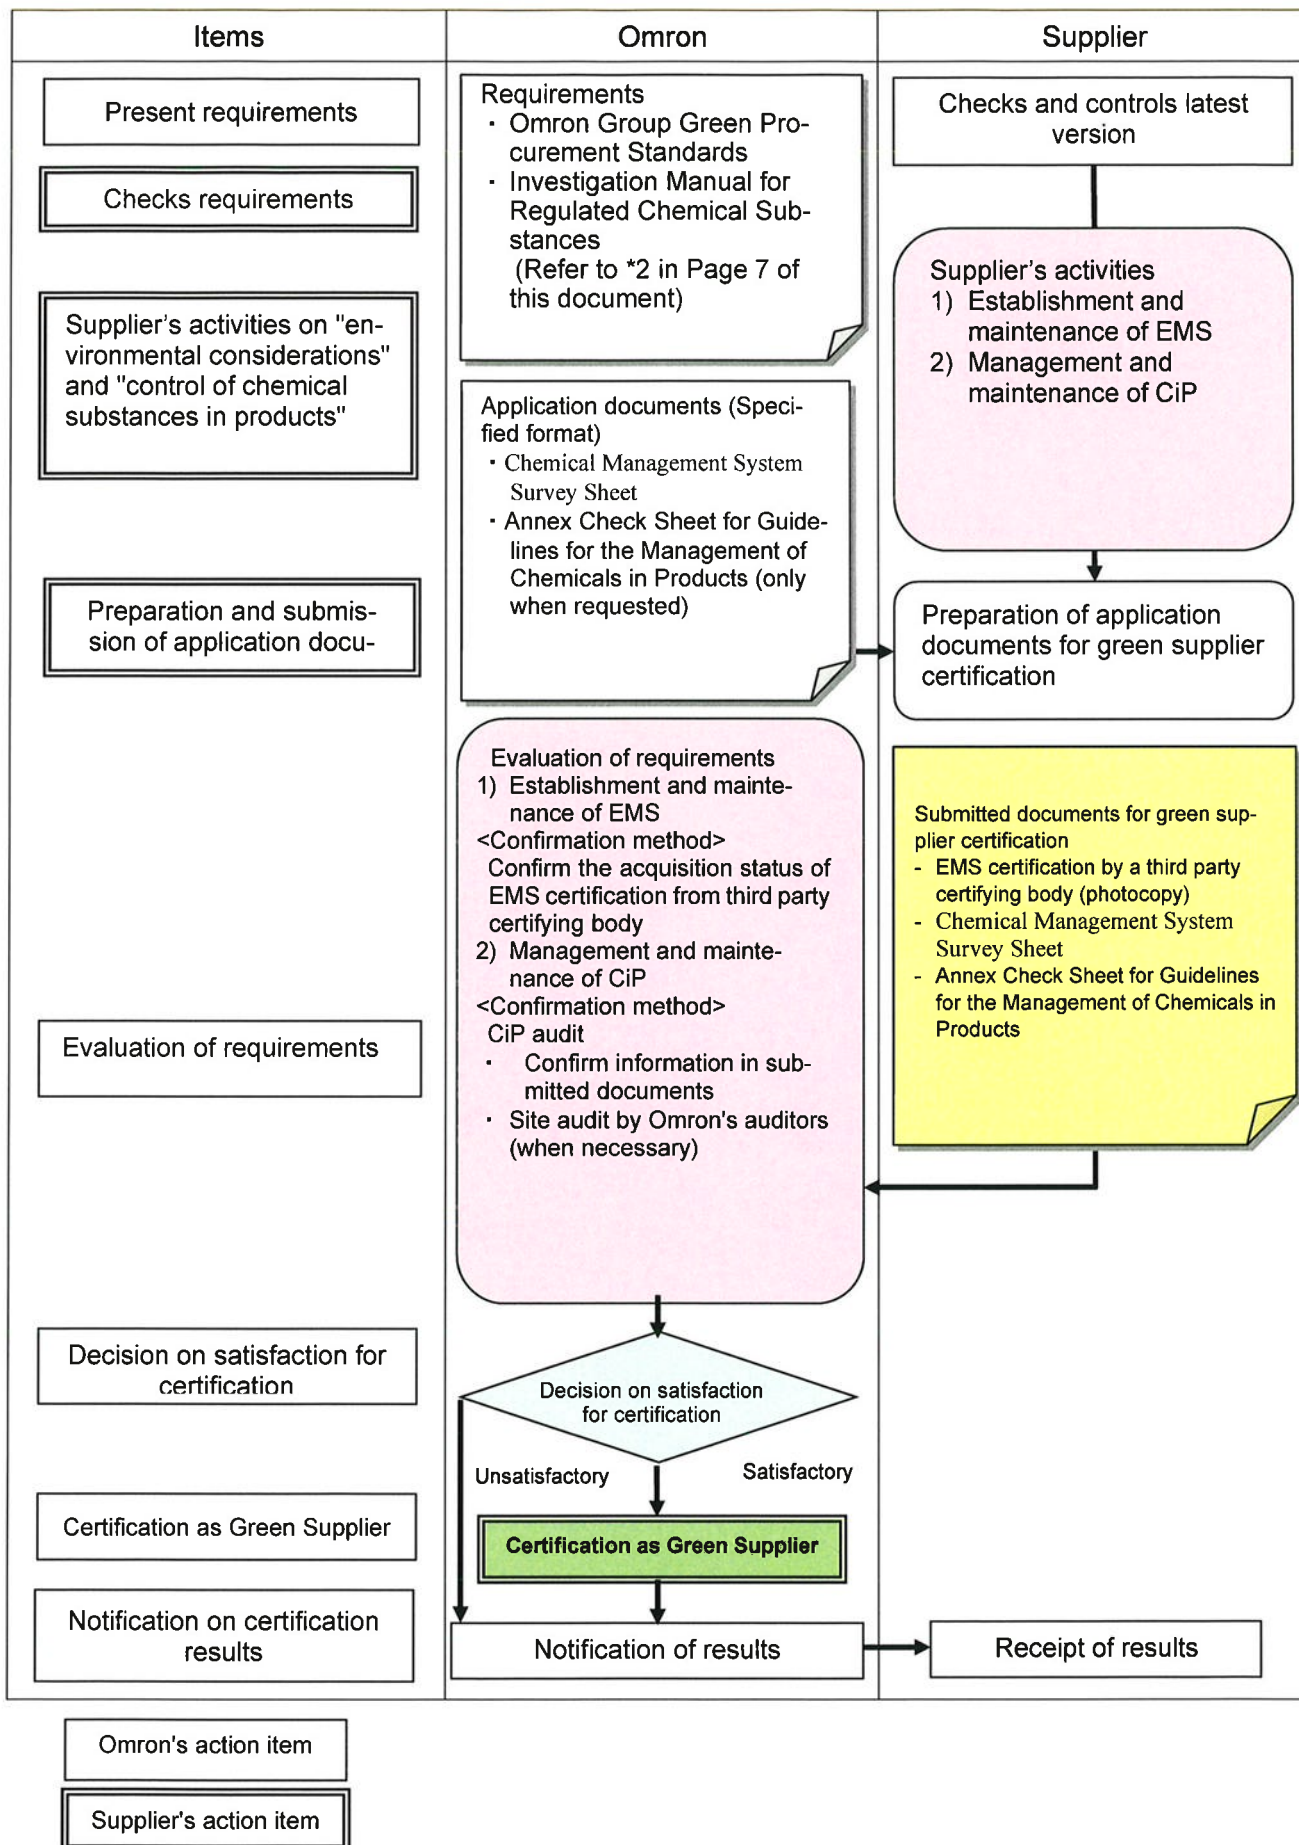 Items
Omron
Supplier
Present requirements
Checks requirements
Supplier's activities on "en-
vironmental considerations"
and "control of chemical
substances in products"
Preparation and submis-
sion of application docu-
Evaluation of requirements
Decision on satisfaction for
certification
Certification as Green Supplier
Notification on certification
results
Requirements
・ Omron Group Green Pro-
curement Standards
・ Investigation Manual for
Regulated Chemical Sub-
stances
(Refer to *2 in Page 7 of
this document)
Application documents (Speci-
fied format)
・ Chemical Management System
Survey Sheet
・ Annex Check Sheet for Guide-
lines for the Management of
Chemicals in Products (only
when requested)
Evaluation of requirements
1) Establishment and mainte-
nance of EMS
<Confirmation method>
Confirm the acquisition status of
EMS certification from third party
certifying body
2) Management and mainte-
nance of CiP
<Confirmation method>
CiP audit
・ Confirm information in sub-
mitted documents
・ Site audit by Omron's auditors
(when necessary)
Decision on satisfaction
for certification
Unsatisfactory
Satisfactory
Certification as Green Supplier
Notification of results
Checks and controls latest
version
Supplier's activities
1) Establishment and
maintenance of EMS
2) Management and
maintenance of CiP
Preparation of application
documents for green supplier
certification
Submitted documents for green sup-
plier certification
- EMS certification by a third party
certifying body (photocopy)
- Chemical Management System
Survey Sheet
- Annex Check Sheet for Guidelines
for the Management of Chemicals in
Products
Receipt of results
Omron's action item
Supplier's action item